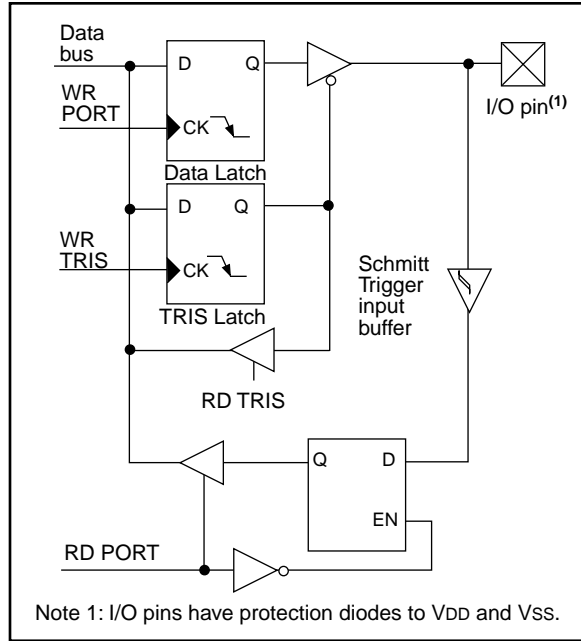 Data
bus
D
Q
WR
PORT
CK
I/O pin(1)
Data Latch
D
Q
WR
TRIS
CK
TRIS Latch
Schmitt
Trigger
input
buffer
RD TRIS
Q
D
EN
RD PORT
Note 1: I/O pins have protection diodes to VDD and VSS.